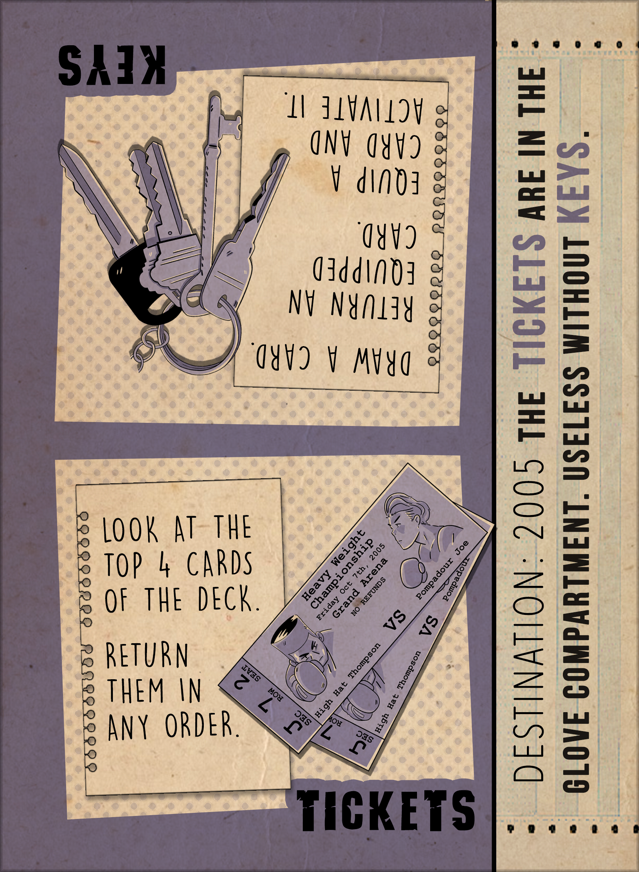 KEYS
DRAW A CARD.
RETURN AN
EQUIPPED
CARD.
EQUIP A
CARD AND
ACTIVATE IT.
LOOK AT THE
TOP 4 CARDS
OF THE DECK.
RETURN
THEM IN
ANY ORDER.
Heavy Weight
Championship
Friday Oct 7th, 2005
Grand Arena
NO REFUNDS
High Hat Thompson VS Pompadour Joe
SEC ROW SEAT
J 7 2
High Hat Thompson VS Pompadour
SEC
J 7
TICKETS
DESTINATION: 2005 THE TICKETS ARE IN THE
GLOVE COMPARTMENT. USELESS WITHOUT KEYS.